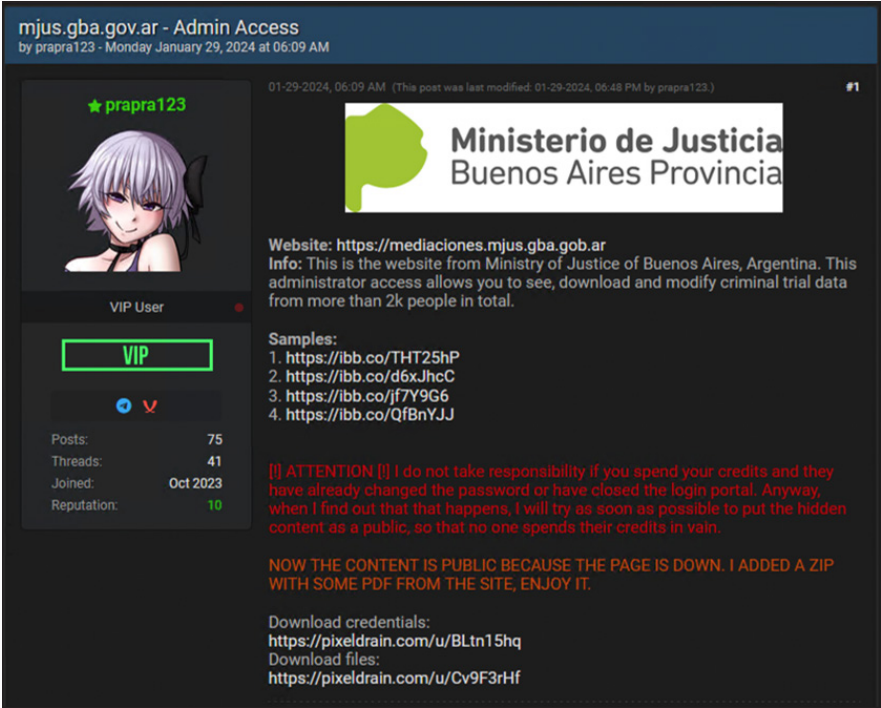 mjus.gba.gov.ar - Admin Access
by prapra123 - Monday January 29, 2024 at 06:09 AM
prapra123
VIP User
VIP
Posts: 75
Threads: 41
Joined: Oct 2023
Reputation: 10
01-29-2024, 06:09 AM (This post was last modified: 01-29-2024, 06:48 PM by prapra123.) #1
Ministerio de Justicia
Buenos Aires Provincia
Website: https://mediaciones.mjus.gba.gob.ar
Info: This is the website from Ministry of Justice of Buenos Aires, Argentina. This
administrator access allows you to see, download and modify criminal trial data
from more than 2k people in total.
Samples:
1. https://ibb.co/THT25hP
2. https://ibb.co/d6xJhcC
3. https://ibb.co/jf7Y9G6
4. https://ibb.co/QfBnYJJ
[!] ATTENTION [!] I do not take responsibility if you spend your credits and they
have already changed the password or have closed the login portal. Anyway,
when I find out that that happens, I will try as soon as possible to put the hidden
content as a public, so that no one spends their credits in vain.
NOW THE CONTENT IS PUBLIC BECAUSE THE PAGE IS DOWN. I ADDED A ZIP
WITH SOME PDF FROM THE SITE, ENJOY IT.
Download credentials:
https://pixeldrain.com/u/BLtn15hq
Download files:
https://pixeldrain.com/u/Cv9F3rHf